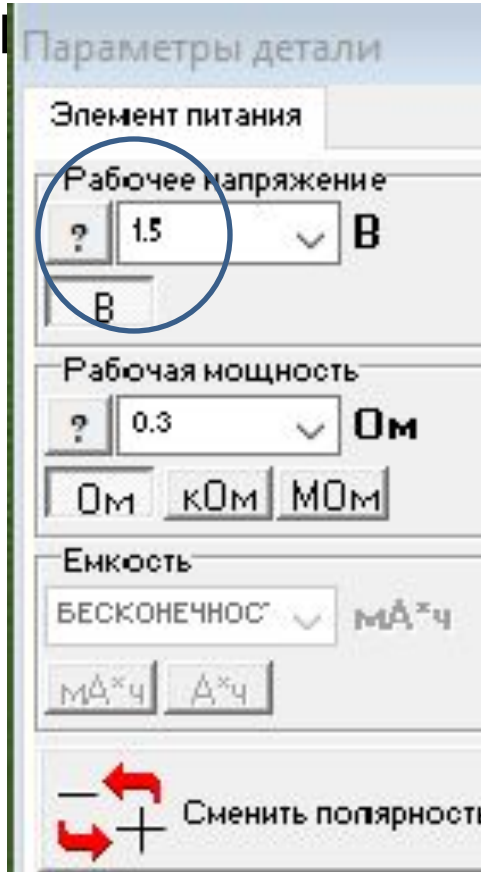 Параметры детали
Элемент питания
Рабочее напряжение
? 1.5 В
В
Рабочая мощность
? 0.3 Ом
Ом кОм МОм
Емкость
БЕСКОНЕЧНОС мА*ч
мА*ч А*ч
− +
Сменить полярность